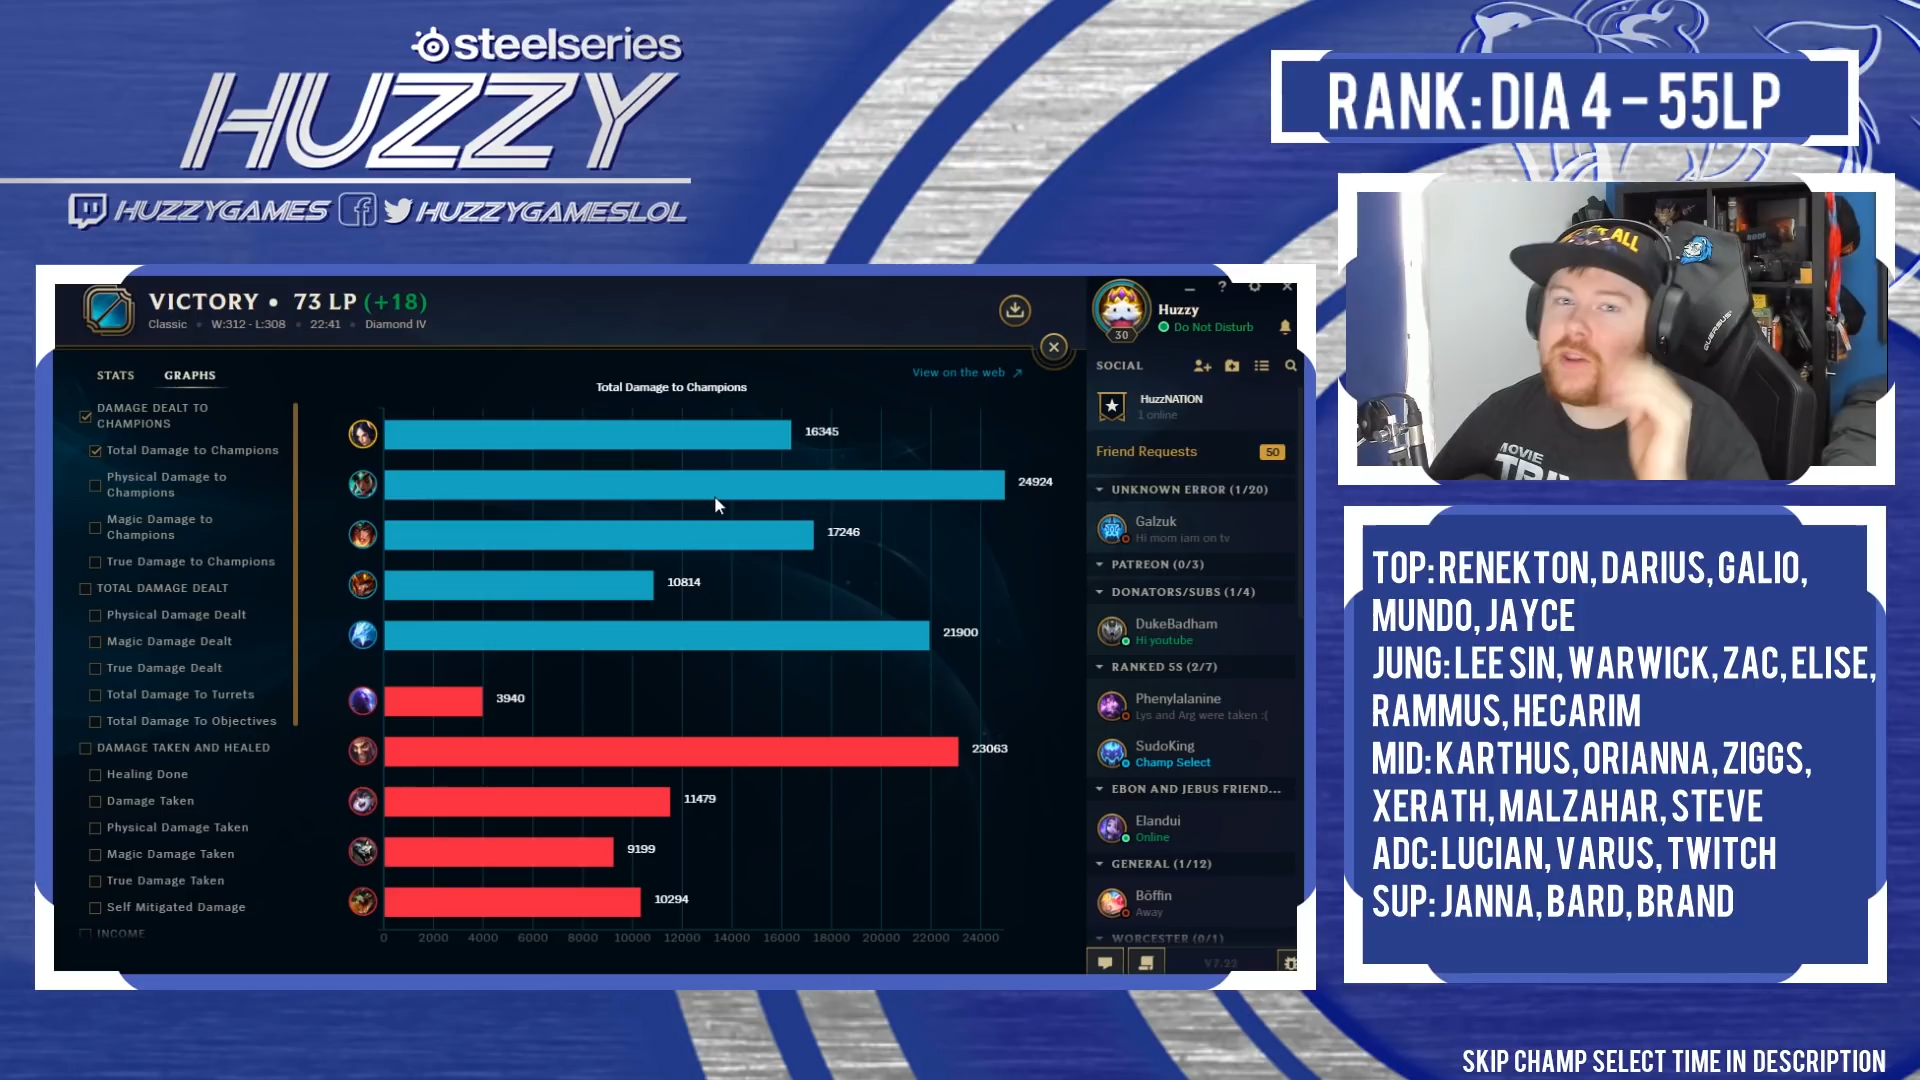 steelseries
HUZZY
HUZZYGAMES HUZZYGAMESLOL
RANK: DIA 4 - 55LP
VICTORY • 73 LP (+18)
Classic • W:312 - L:308 • 22:41 • Diamond IV
STATS GRAPHS
View on the web
Total Damage to Champions
DAMAGE DEALT TO
CHAMPIONS
Total Damage to Champions
Physical Damage to
Champions
Magic Damage to
Champions
True Damage to Champions
TOTAL DAMAGE DEALT
Physical Damage Dealt
Magic Damage Dealt
True Damage Dealt
Total Damage To Turrets
Total Damage To Objectives
DAMAGE TAKEN AND HEALED
Healing Done
Damage Taken
Physical Damage Taken
Magic Damage Taken
True Damage Taken
Self Mitigated Damage
INCOME
16345
24924
17246
10814
21900
3940
23063
11479
9199
10294
0 2000 4000 6000 8000 10000 12000 14000 16000 18000 20000 22000 24000
30
Huzzy
Do Not Disturb
SOCIAL
HuzzNATION
1 online
Friend Requests 50
UNKNOWN ERROR (1/20)
Galzuk
Hi mom iam on tv
PATREON (0/3)
DONATORS/SUBS (1/4)
DukeBadham
Hi youtube
RANKED 5S (2/7)
Phenylalanine
Lys and Arg were taken :(
SudoKing
Champ Select
EBON AND JEBUS FRIEND...
Elandui
Online
GENERAL (1/12)
Böffin
Away
WORCESTER (0/1)
V7.23
MOVIE
TOP: RENEKTON, DARIUS, GALIO,
MUNDO, JAYCE
JUNG: LEE SIN, WARWICK, ZAC, ELISE,
RAMMUS, HECARIM
MID: KARTHUS, ORIANNA, ZIGGS,
XERATH, MALZAHAR, STEVE
ADC: LUCIAN, VARUS, TWITCH
SUP: JANNA, BARD, BRAND
SKIP CHAMP SELECT TIME IN DESCRIPTION